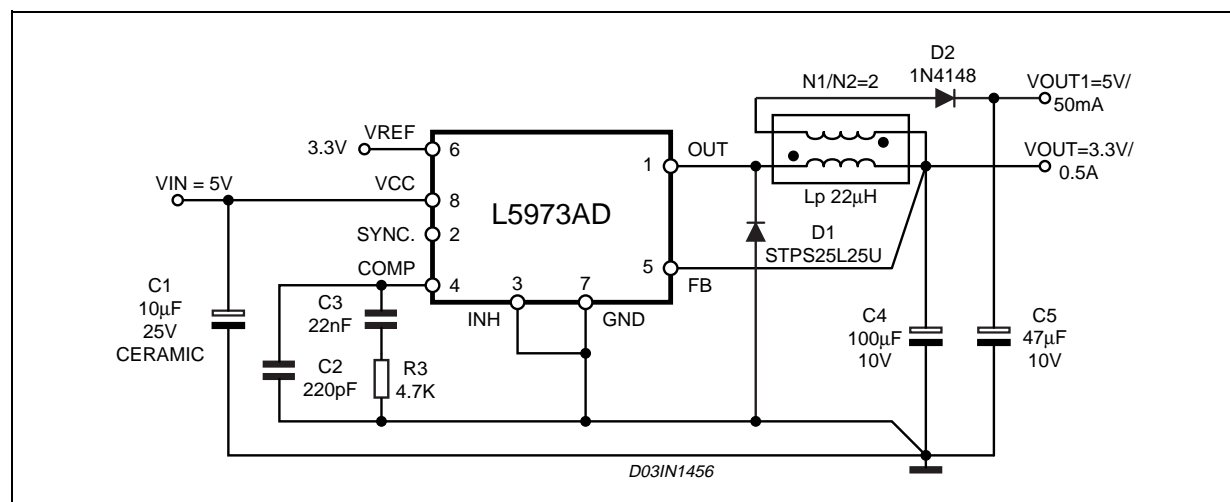 D2
1N4148
N1/N2=2
VOUT1=5V/
50mA
VREF
3.3V
6
1
OUT
VOUT=3.3V/
0.5A
VIN = 5V
VCC
8
L5973AD
Lp 22μH
SYNC.
2
D1
STPS25L25U
COMP
4
5
FB
3
7
INH
GND
C1
10μF
25V
CERAMIC
C3
22nF
C2
220pF
R3
4.7K
C4
100μF
10V
C5
47μF
10V
D03IN1456